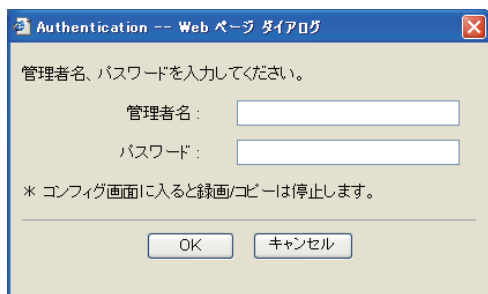 Authentication -- Web ページ ダイアログ
管理者名、パスワードを入力してください。
管理者名 :
パスワード :
* コンフィグ画面に入ると録画/コピーは停止します。
OK キャンセル